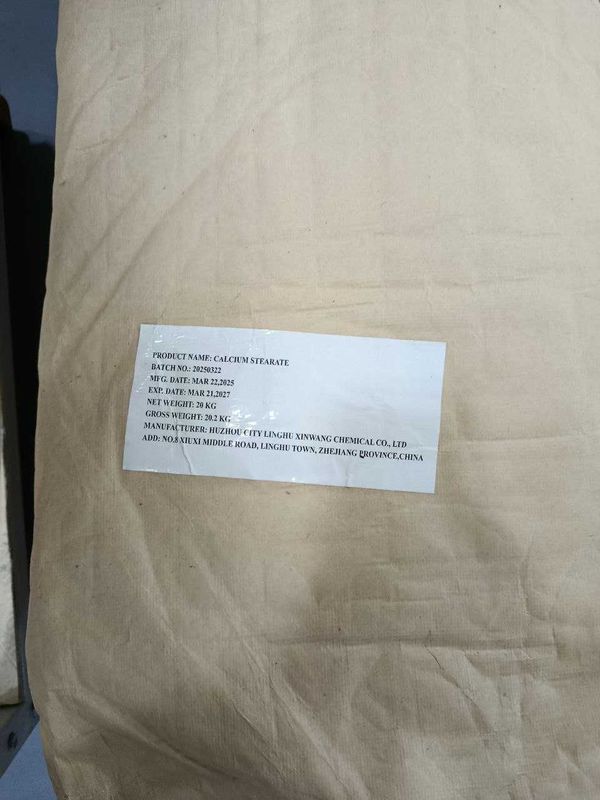 PRODUCT NAME: CALCIUM STEARATE
BATCH NO.: 20250322
MFG. DATE: MAR 22,2025
EXP. DATE: MAR 21,2027
NET WEIGHT: 20 KG
GROSS WEIGHT: 20.2 KG
MANUFACTURER: HUZHOU CITY LINGHU XINWANG CHEMICAL CO., LTD
ADD: NO.8 XIUXI MIDDLE ROAD, LINGHU TOWN, ZHEJIANG PROVINCE,CHINA